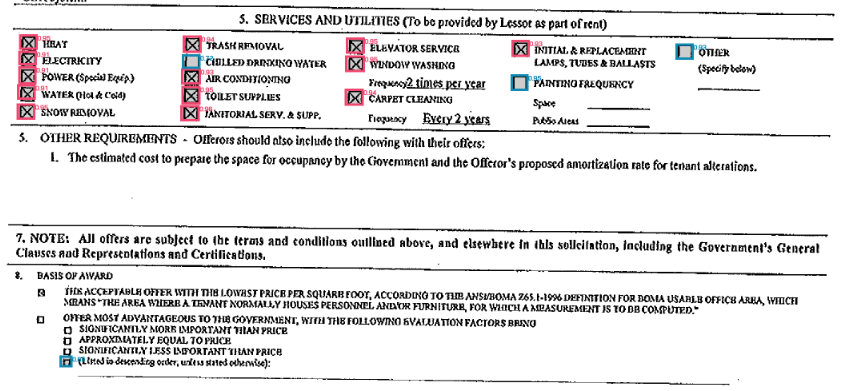 5. SERVICES AND UTILITIES (To be provided by Lessor as part of rent)
HEAT
ELECTRICITY
POWER (Special Equip.)
WATER (Hot & Cold)
SNOW REMOVAL
TRASH REMOVAL
CHILLED DRINKING WATER
AIR CONDITIONING
TOILET SUPPLIES
JANITORIAL SERV. & SUPP.
ELEVATOR SERVICE
WINDOW WASHING
Frequency 2 times per year
CARPET CLEANING
Frequency Every 2 years
INITIAL & REPLACEMENT
LAMPS, TUBES & BALLASTS
PAINTING FREQUENCY
Space
Public Areas
OTHER
(Specify below)
5. OTHER REQUIREMENTS - Offerors should also include the following with their offers:
1. The estimated cost to prepare the space for occupancy by the Government and the Offeror's proposed amortization rate for tenant alterations.
7. NOTE: All offers are subject to the terms and conditions outlined above, and elsewhere in this solicitation, including the Government's General
Clauses and Representations and Certifications.
8. BASIS OF AWARD
THE ACCEPTABLE OFFER WITH THE LOWEST PRICE PER SQUARE FOOT, ACCORDING TO THE ANSI/BOMA Z65.1-1996 DEFINITION FOR BOMA USABLE OFFICE AREA, WHICH
MEANS "THE AREA WHERE A TENANT NORMALLY HOUSES PERSONNEL AND/OR FURNITURE, FOR WHICH A MEASUREMENT IS TO BE COMPUTED."
OFFER MOST ADVANTAGEOUS TO THE GOVERNMENT, WITH THE FOLLOWING EVALUATION FACTORS BEING
SIGNIFICANTLY MORE IMPORTANT THAN PRICE
APPROXIMATELY EQUAL TO PRICE
SIGNIFICANTLY LESS IMPORTANT THAN PRICE
(Listed in descending order, unless stated otherwise):